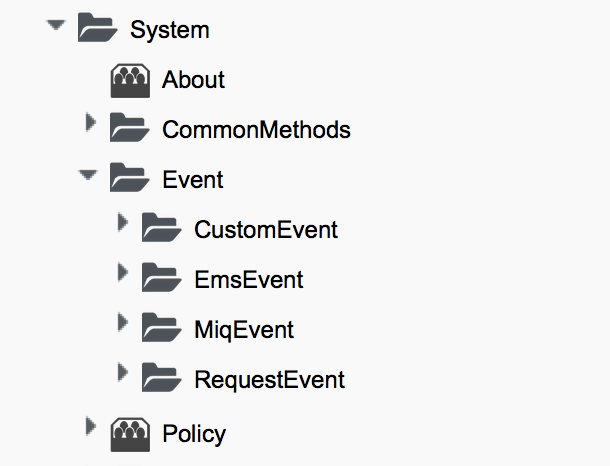 System
About
CommonMethods
Event
CustomEvent
EmsEvent
MiqEvent
RequestEvent
Policy